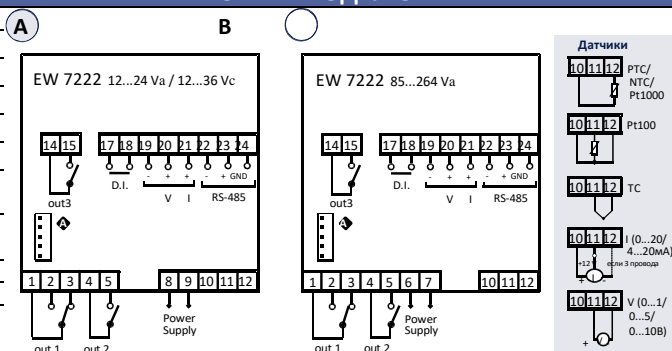 A
B
EW 7222 12...24 Va / 12...36 Vc
14 15 17 18 19 20 21 22 23 24
D.I. - + + - + GND
V I RS-485
out3
A
1 2 3 4 5 8 9 10 11 12
Power
Supply
out 1 out 2
EW 7222 85...264 Va
14 15 17 18 19 20 21 22 23 24
D.I. - + + - + GND
V I RS-485
out3
A
1 2 3 4 5 6 7 10 11 12
Power
Supply
out 1 out 2
Датчики
10 11 12 PTC/
NTC/
Pt1000
10 11 12 Pt100
10 11 12 TC
10 11 12 I (0...20/
4...20мА)
+12 если 3 провода
+ -
10 11 12 V (0...1/
0...5/
0...10В)
+